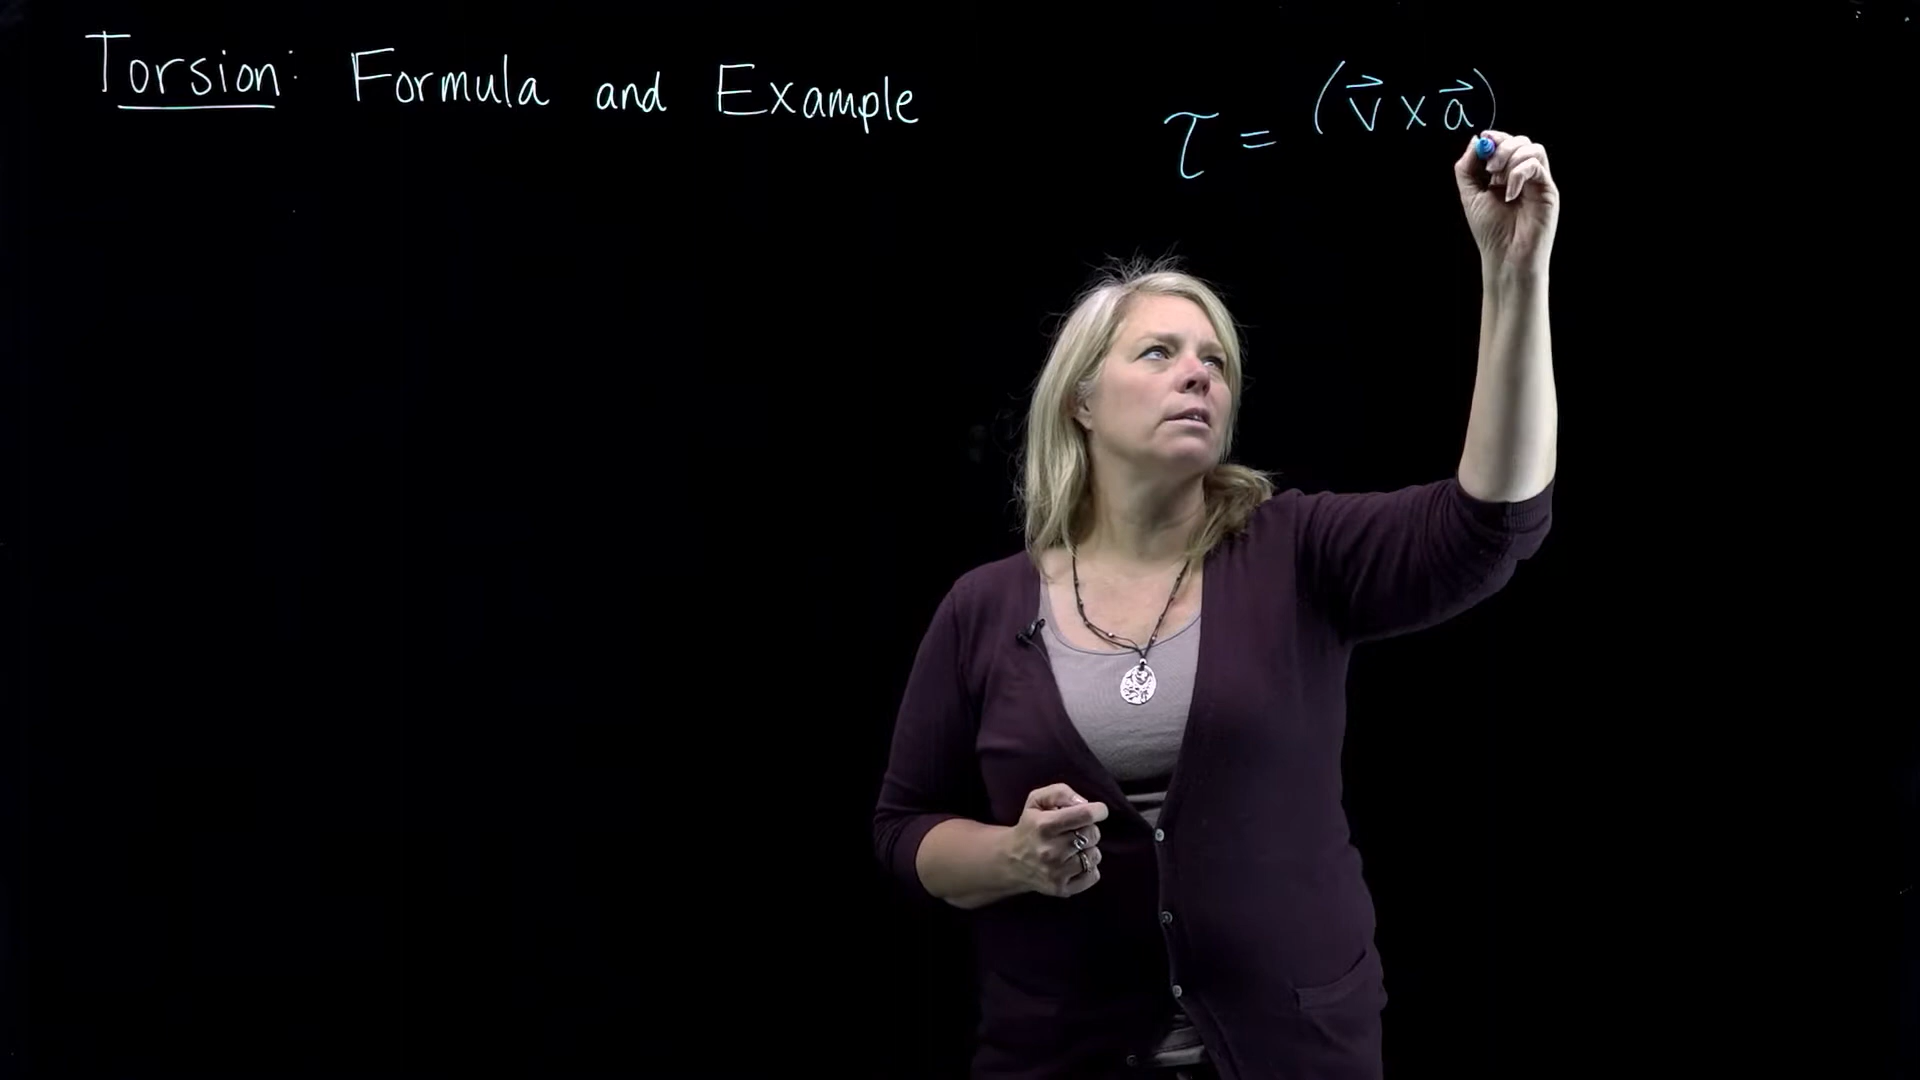 Torsion: Formula and Example
τ = (v⃗ × a⃗)